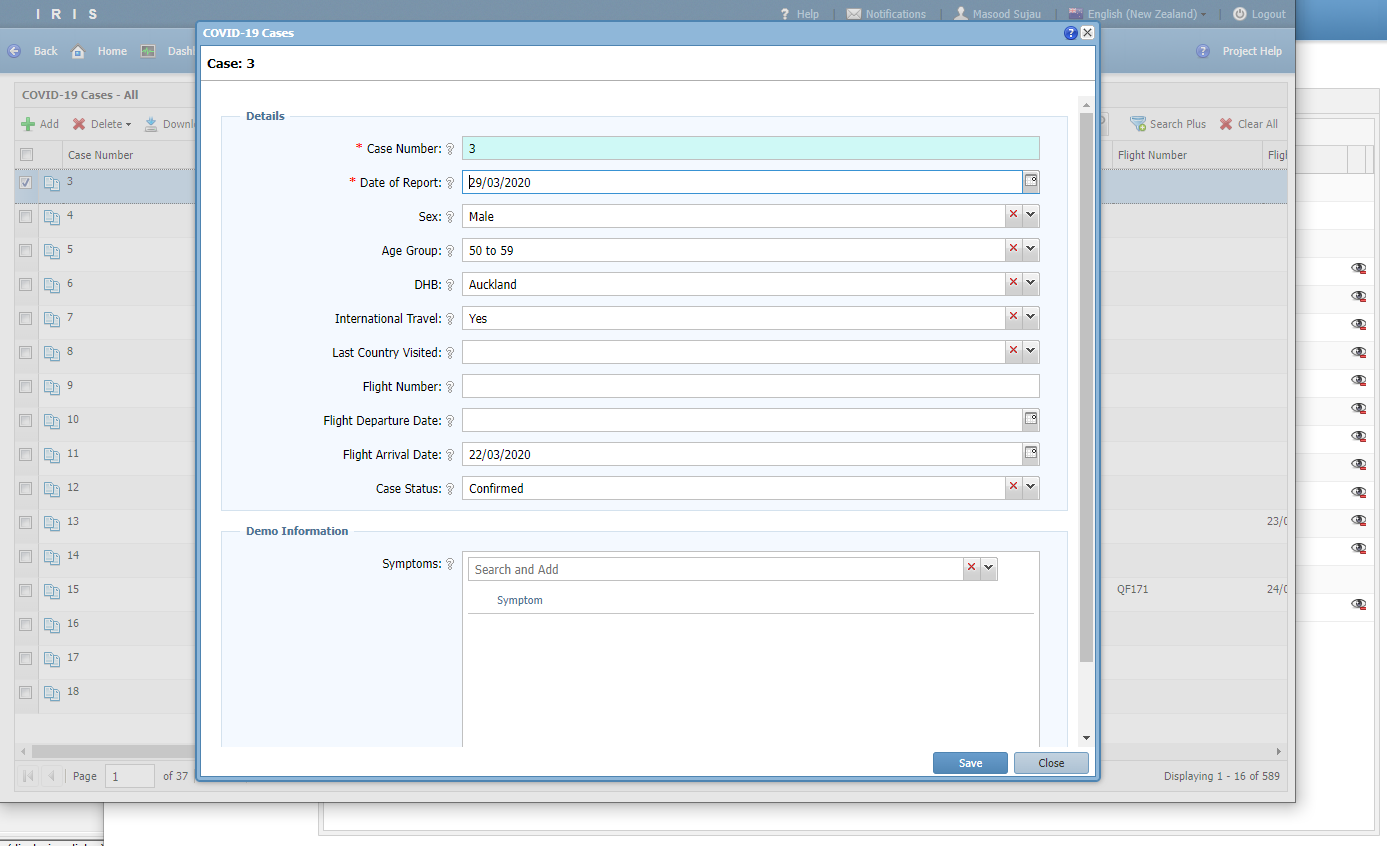 I R I S
Help
Notifications
Masood Sujau
English (New Zealand)
Logout
Back
Home
Project Help
COVID-19 Cases
Case: 3
COVID-19 Cases - All
Add
Delete
Search Plus
Clear All
Case Number
Flight Number
3
4
5
6
7
8
9
10
11
12
13
23/0
14
15
QF171
24/0
16
17
18
Page 1 of 37
Displaying 1 - 16 of 589
Details
* Case Number: 3
* Date of Report: 29/03/2020
Sex: Male
Age Group: 50 to 59
DHB: Auckland
International Travel: Yes
Last Country Visited:
Flight Number:
Flight Departure Date:
Flight Arrival Date: 22/03/2020
Case Status: Confirmed
Demo Information
Symptoms: Search and Add
Symptom
Save
Close